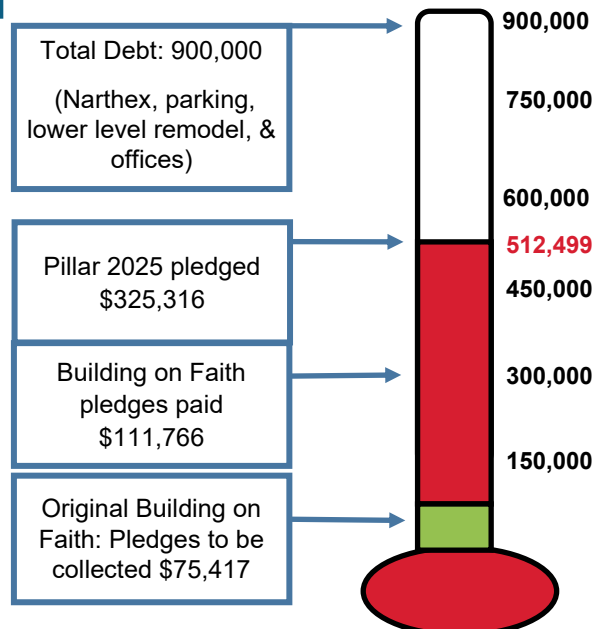 Total Debt: 900,000
(Narthex, parking,
lower level remodel, &
offices)
Pillar 2025 pledged
$325,316
Building on Faith
pledges paid
$111,766
Original Building on
Faith: Pledges to be
collected $75,417
900,000
750,000
600,000
512,499
450,000
300,000
150,000